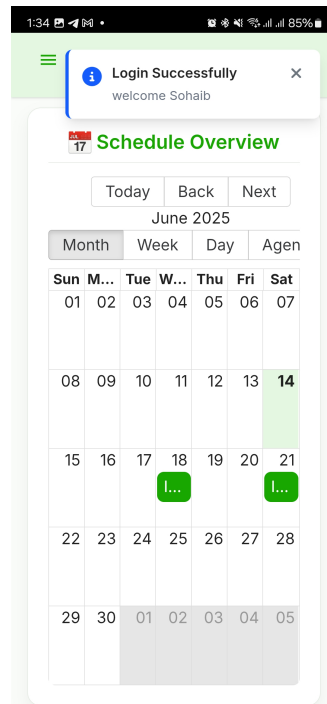 1:34 85%
Login Successfully
welcome Sohaib
17 Schedule Overview
Today Back Next
June 2025
Month Week Day Agen
Sun M... Tue W... Thu Fri Sat
01 02 03 04 05 06 07
08 09 10 11 12 13 14
15 16 17 18 19 20 21
I... I...
22 23 24 25 26 27 28
29 30 01 02 03 04 05